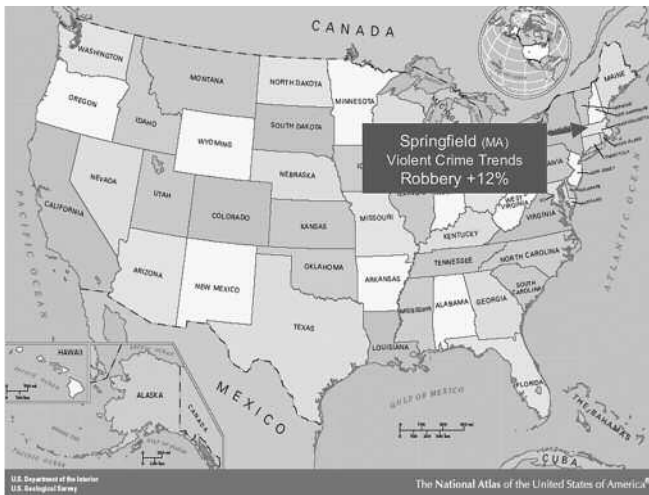 CANADA
WASHINGTON
MONTANA
NORTH DAKOTA
MINNESOTA
MAINE
OREGON
IDAHO
WYOMING
SOUTH DAKOTA
Springfield (MA)
Violent Crime Trends
Robbery +12%
NEBRASKA
NEVADA
UTAH
COLORADO
KANSAS
MISSOURI
WEST
VIRGINIA
VIRGINIA
KENTUCKY
CALIFORNIA
PACIFIC OCEAN
ATLANTIC OCEAN
ARIZONA
NEW MEXICO
OKLAHOMA
ARKANSAS
TENNESSEE
NORTH CAROLINA
SOUTH
CAROLINA
TEXAS
LOUISIANA
MISSISSIPPI
ALABAMA
GEORGIA
FLORIDA
HAWAII
ALASKA
CANADA
MEXICO
GULF OF MEXICO
THE BAHAMAS
CUBA
U.S. Department of the Interior
U.S. Geological Survey
The National Atlas of the United States of America®